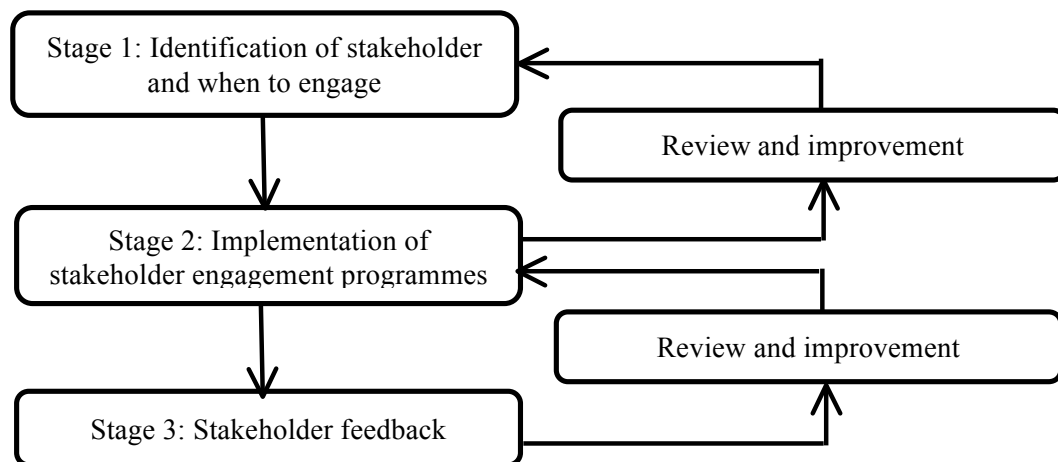 Stage 1: Identification of stakeholder
and when to engage
Review and improvement
Stage 2: Implementation of
stakeholder engagement programmes
Review and improvement
Stage 3: Stakeholder feedback